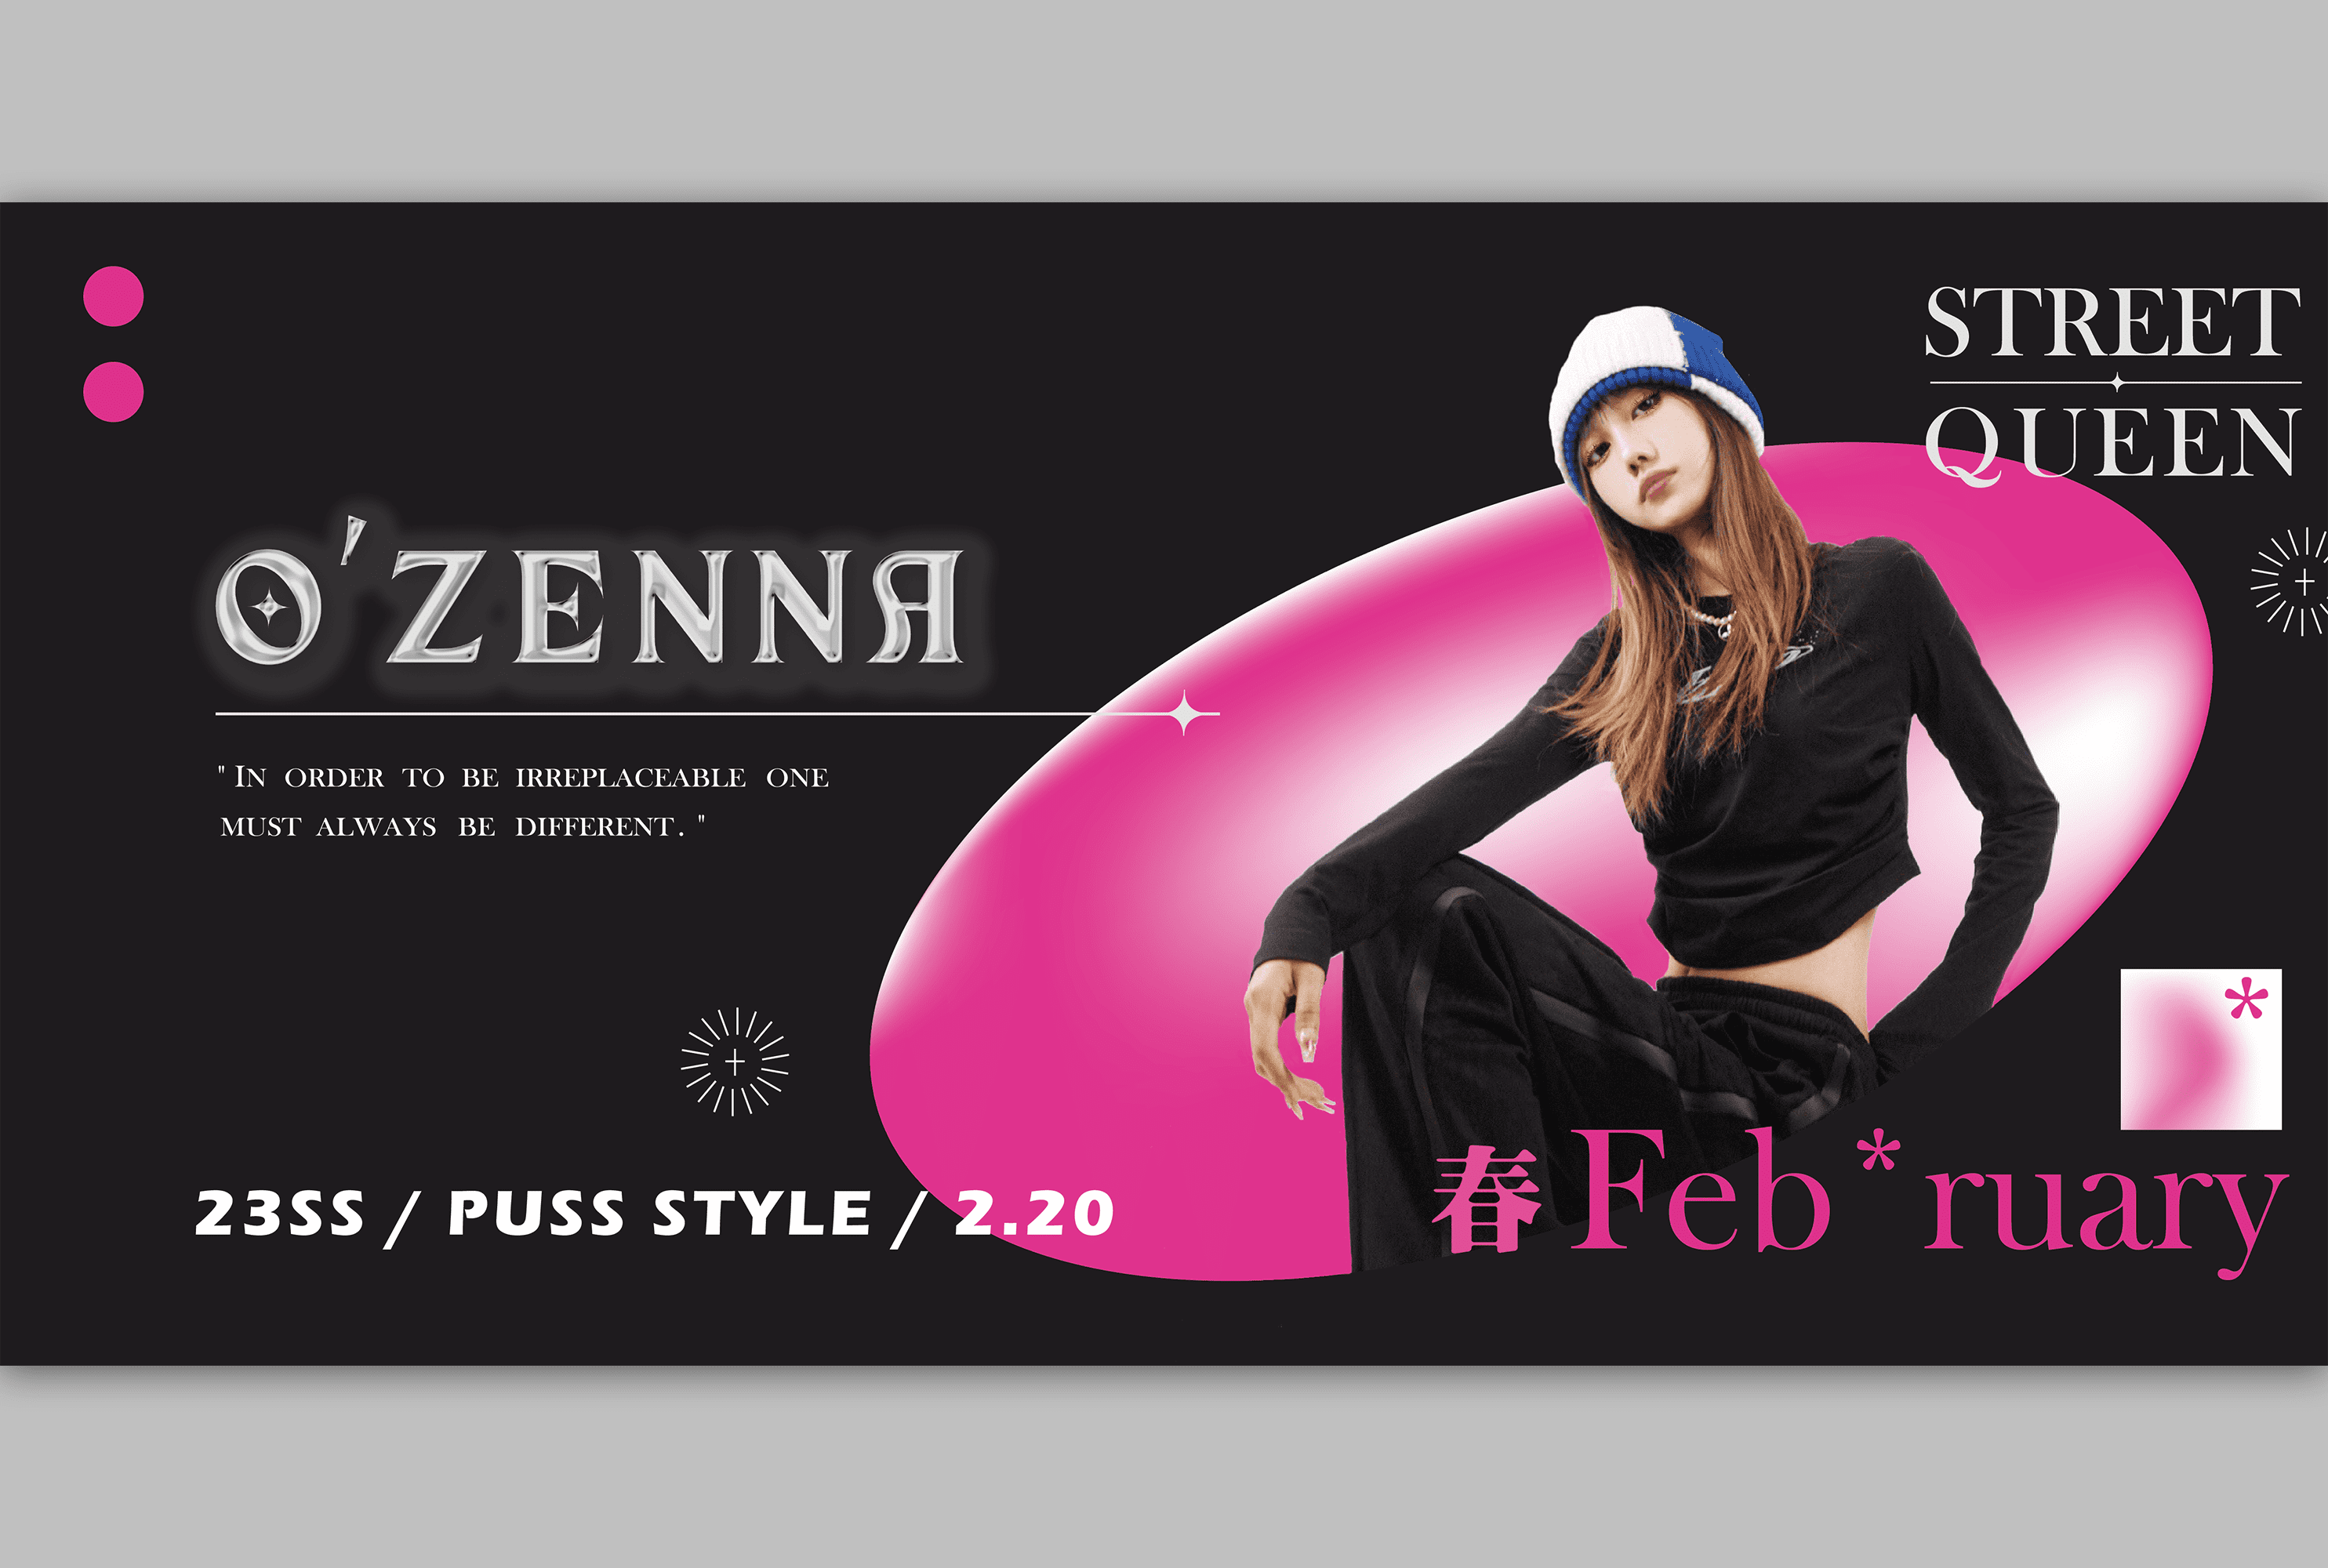 STREET
QUEEN
O'ZENNЯ
"IN ORDER TO BE IRREPLACEABLE ONE
MUST ALWAYS BE DIFFERENT."
23SS / PUSS STYLE / 2.20
春Feb*ruary
*